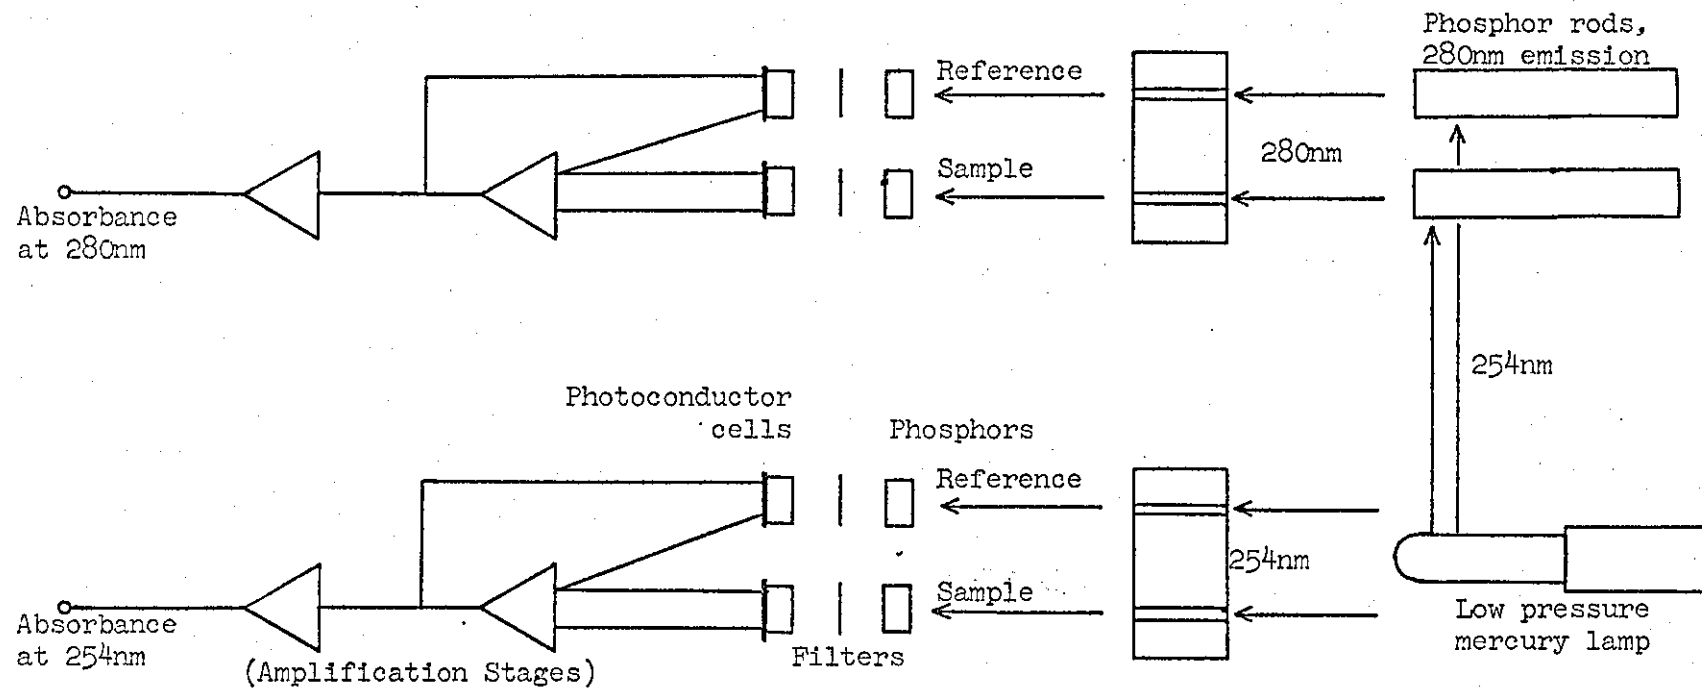 Phosphor rods,
280nm emission
Reference
280nm
Sample
Absorbance
at 280nm
254nm
Photoconductor
cells
Phosphors
Reference
254nm
Sample
Absorbance
at 254nm
(Amplification Stages)
Filters
Low pressure
mercury lamp